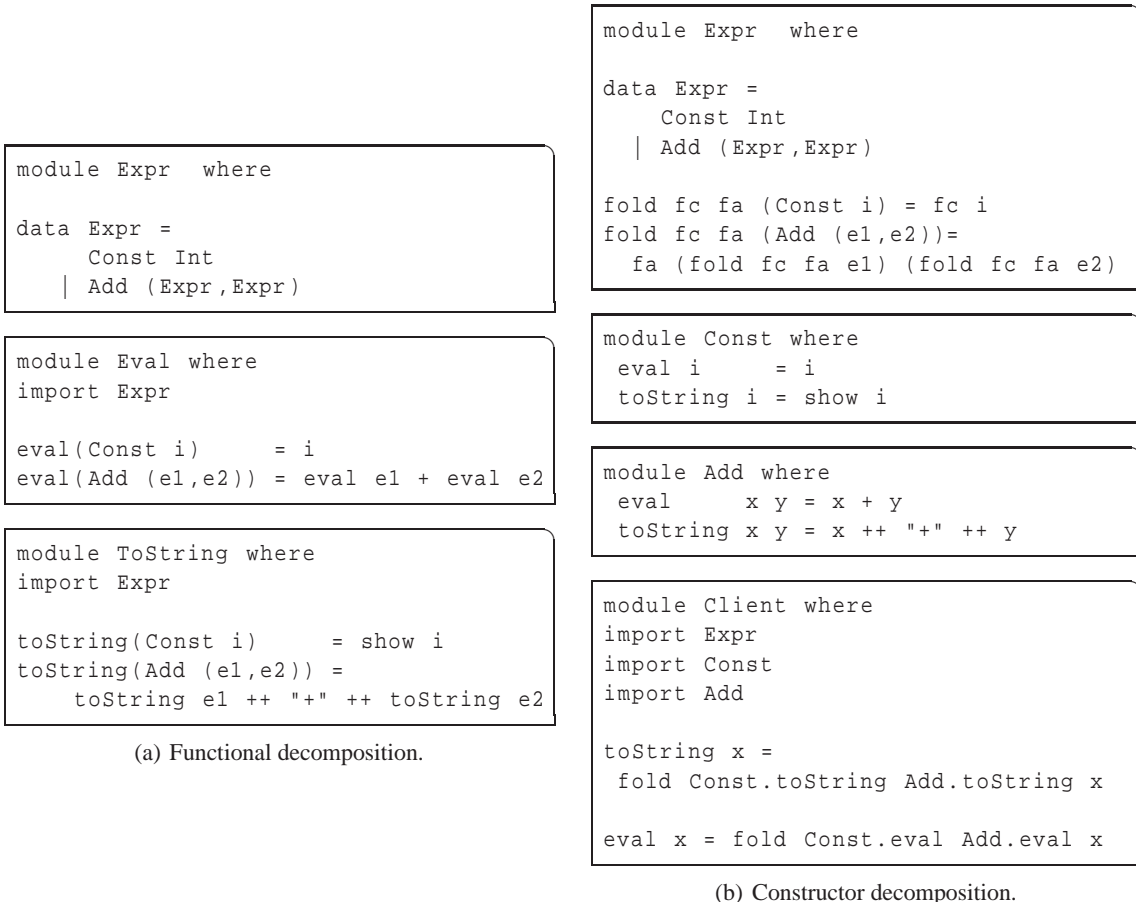 module Expr  where
data Expr =
     Const Int
   | Add (Expr,Expr)
module Eval where
import Expr
eval(Const i)     = i
eval(Add (e1,e2)) = eval e1 + eval e2
module ToString where
import Expr
toString(Const i)     = show i
toString(Add (e1,e2)) =
    toString e1 ++ "+" ++ toString e2
(a) Functional decomposition.
module Expr  where
data Expr =
    Const Int
  | Add (Expr,Expr)
fold fc fa (Const i) = fc i
fold fc fa (Add (e1,e2))=
  fa (fold fc fa e1) (fold fc fa e2)
module Const where
 eval i     = i
 toString i = show i
module Add where
 eval     x y = x + y
 toString x y = x ++ "+" ++ y
module Client where
import Expr
import Const
import Add
toString x =
 fold Const.toString Add.toString x
eval x = fold Const.eval Add.eval x
(b) Constructor decomposition.